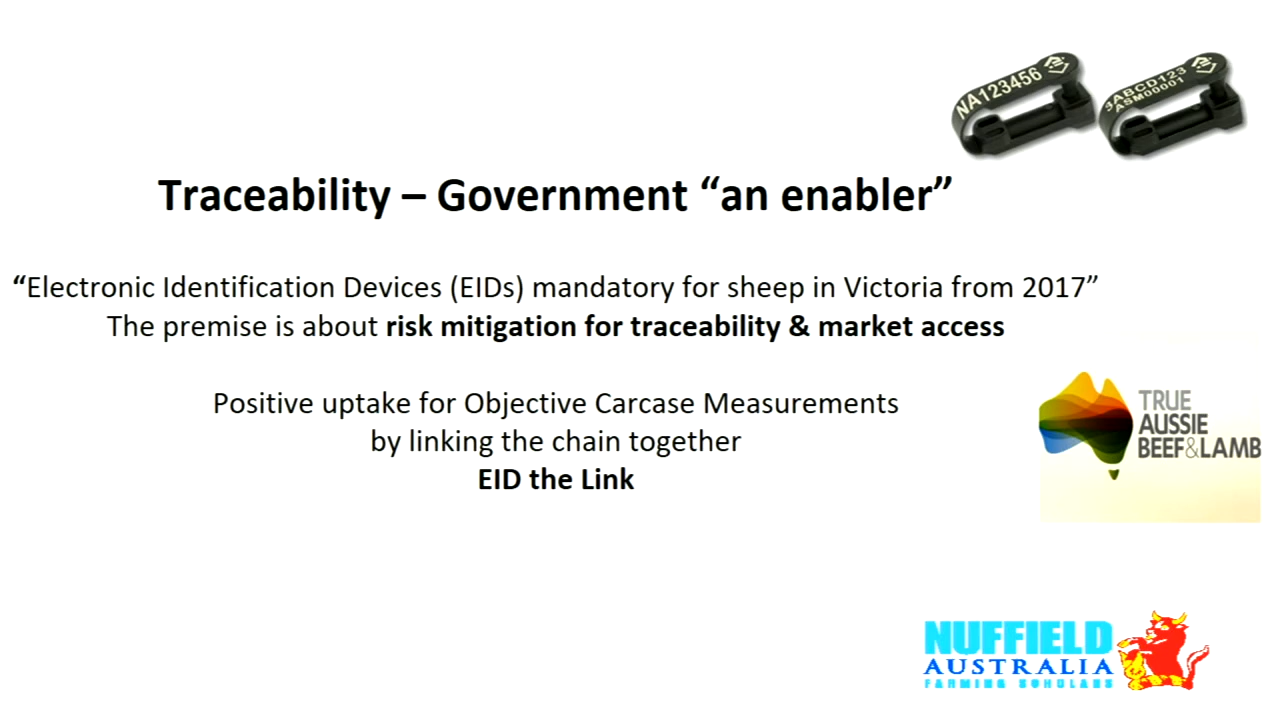 NA123456
3ABCD123
ASM00001
Traceability – Government “an enabler”
“Electronic Identification Devices (EIDs) mandatory for sheep in Victoria from 2017”
The premise is about risk mitigation for traceability & market access
Positive uptake for Objective Carcase Measurements
by linking the chain together
EID the Link
TRUE
AUSSIE
BEEF&LAMB
NUFFIELD
AUSTRALIA
FARMING SCHOLARS